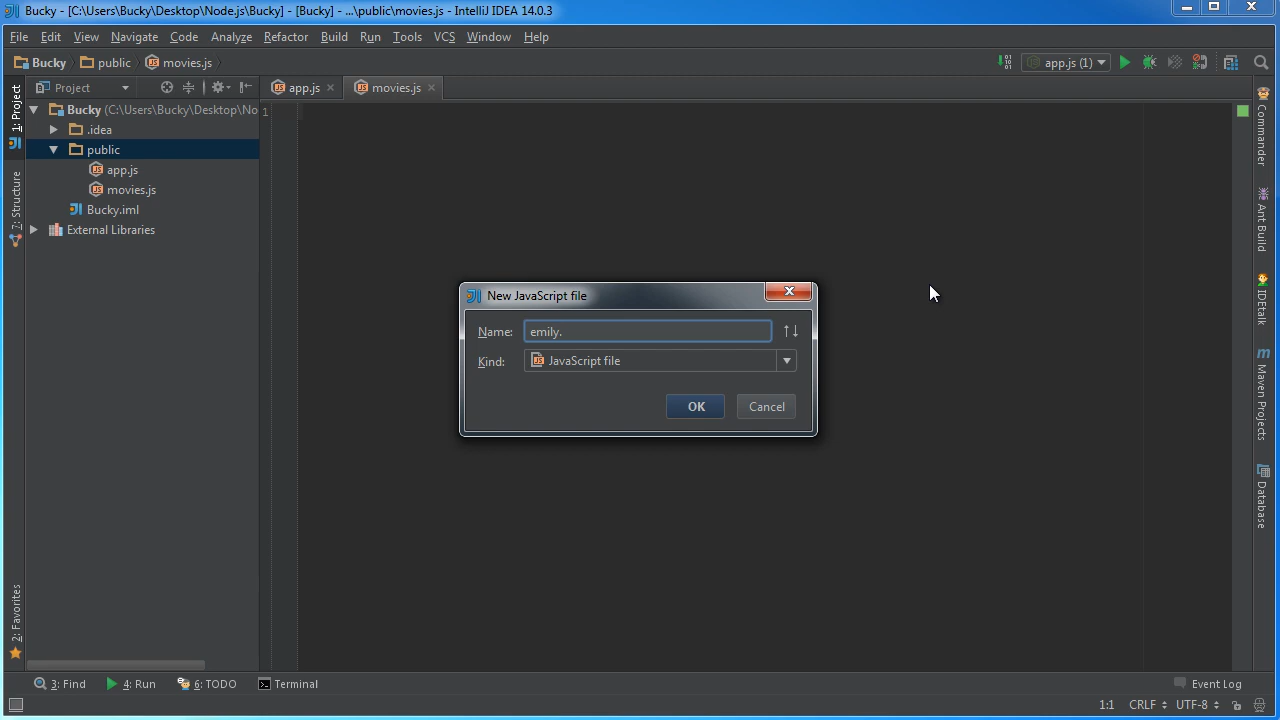 Bucky - [C:\Users\Bucky\Desktop\Node.js\Bucky] - [Bucky] - ...\public\movies.js - IntelliJ IDEA 14.0.3
File Edit View Navigate Code Analyze Refactor Build Run Tools VCS Window Help
Bucky public movies.js app.js (1)
Project app.js movies.js
1
Bucky (C:\Users\Bucky\Desktop\No
.idea
public
app.js
movies.js
Bucky.iml
External Libraries
1: Project
7: Structure
2: Favorites
New JavaScript file
Name: emily.
Kind: JavaScript file
OK Cancel
Commander
Ant Build
IDEtalk
Maven Projects
Database
3: Find 4: Run 6: TODO Terminal Event Log
1:1 CRLF UTF-8